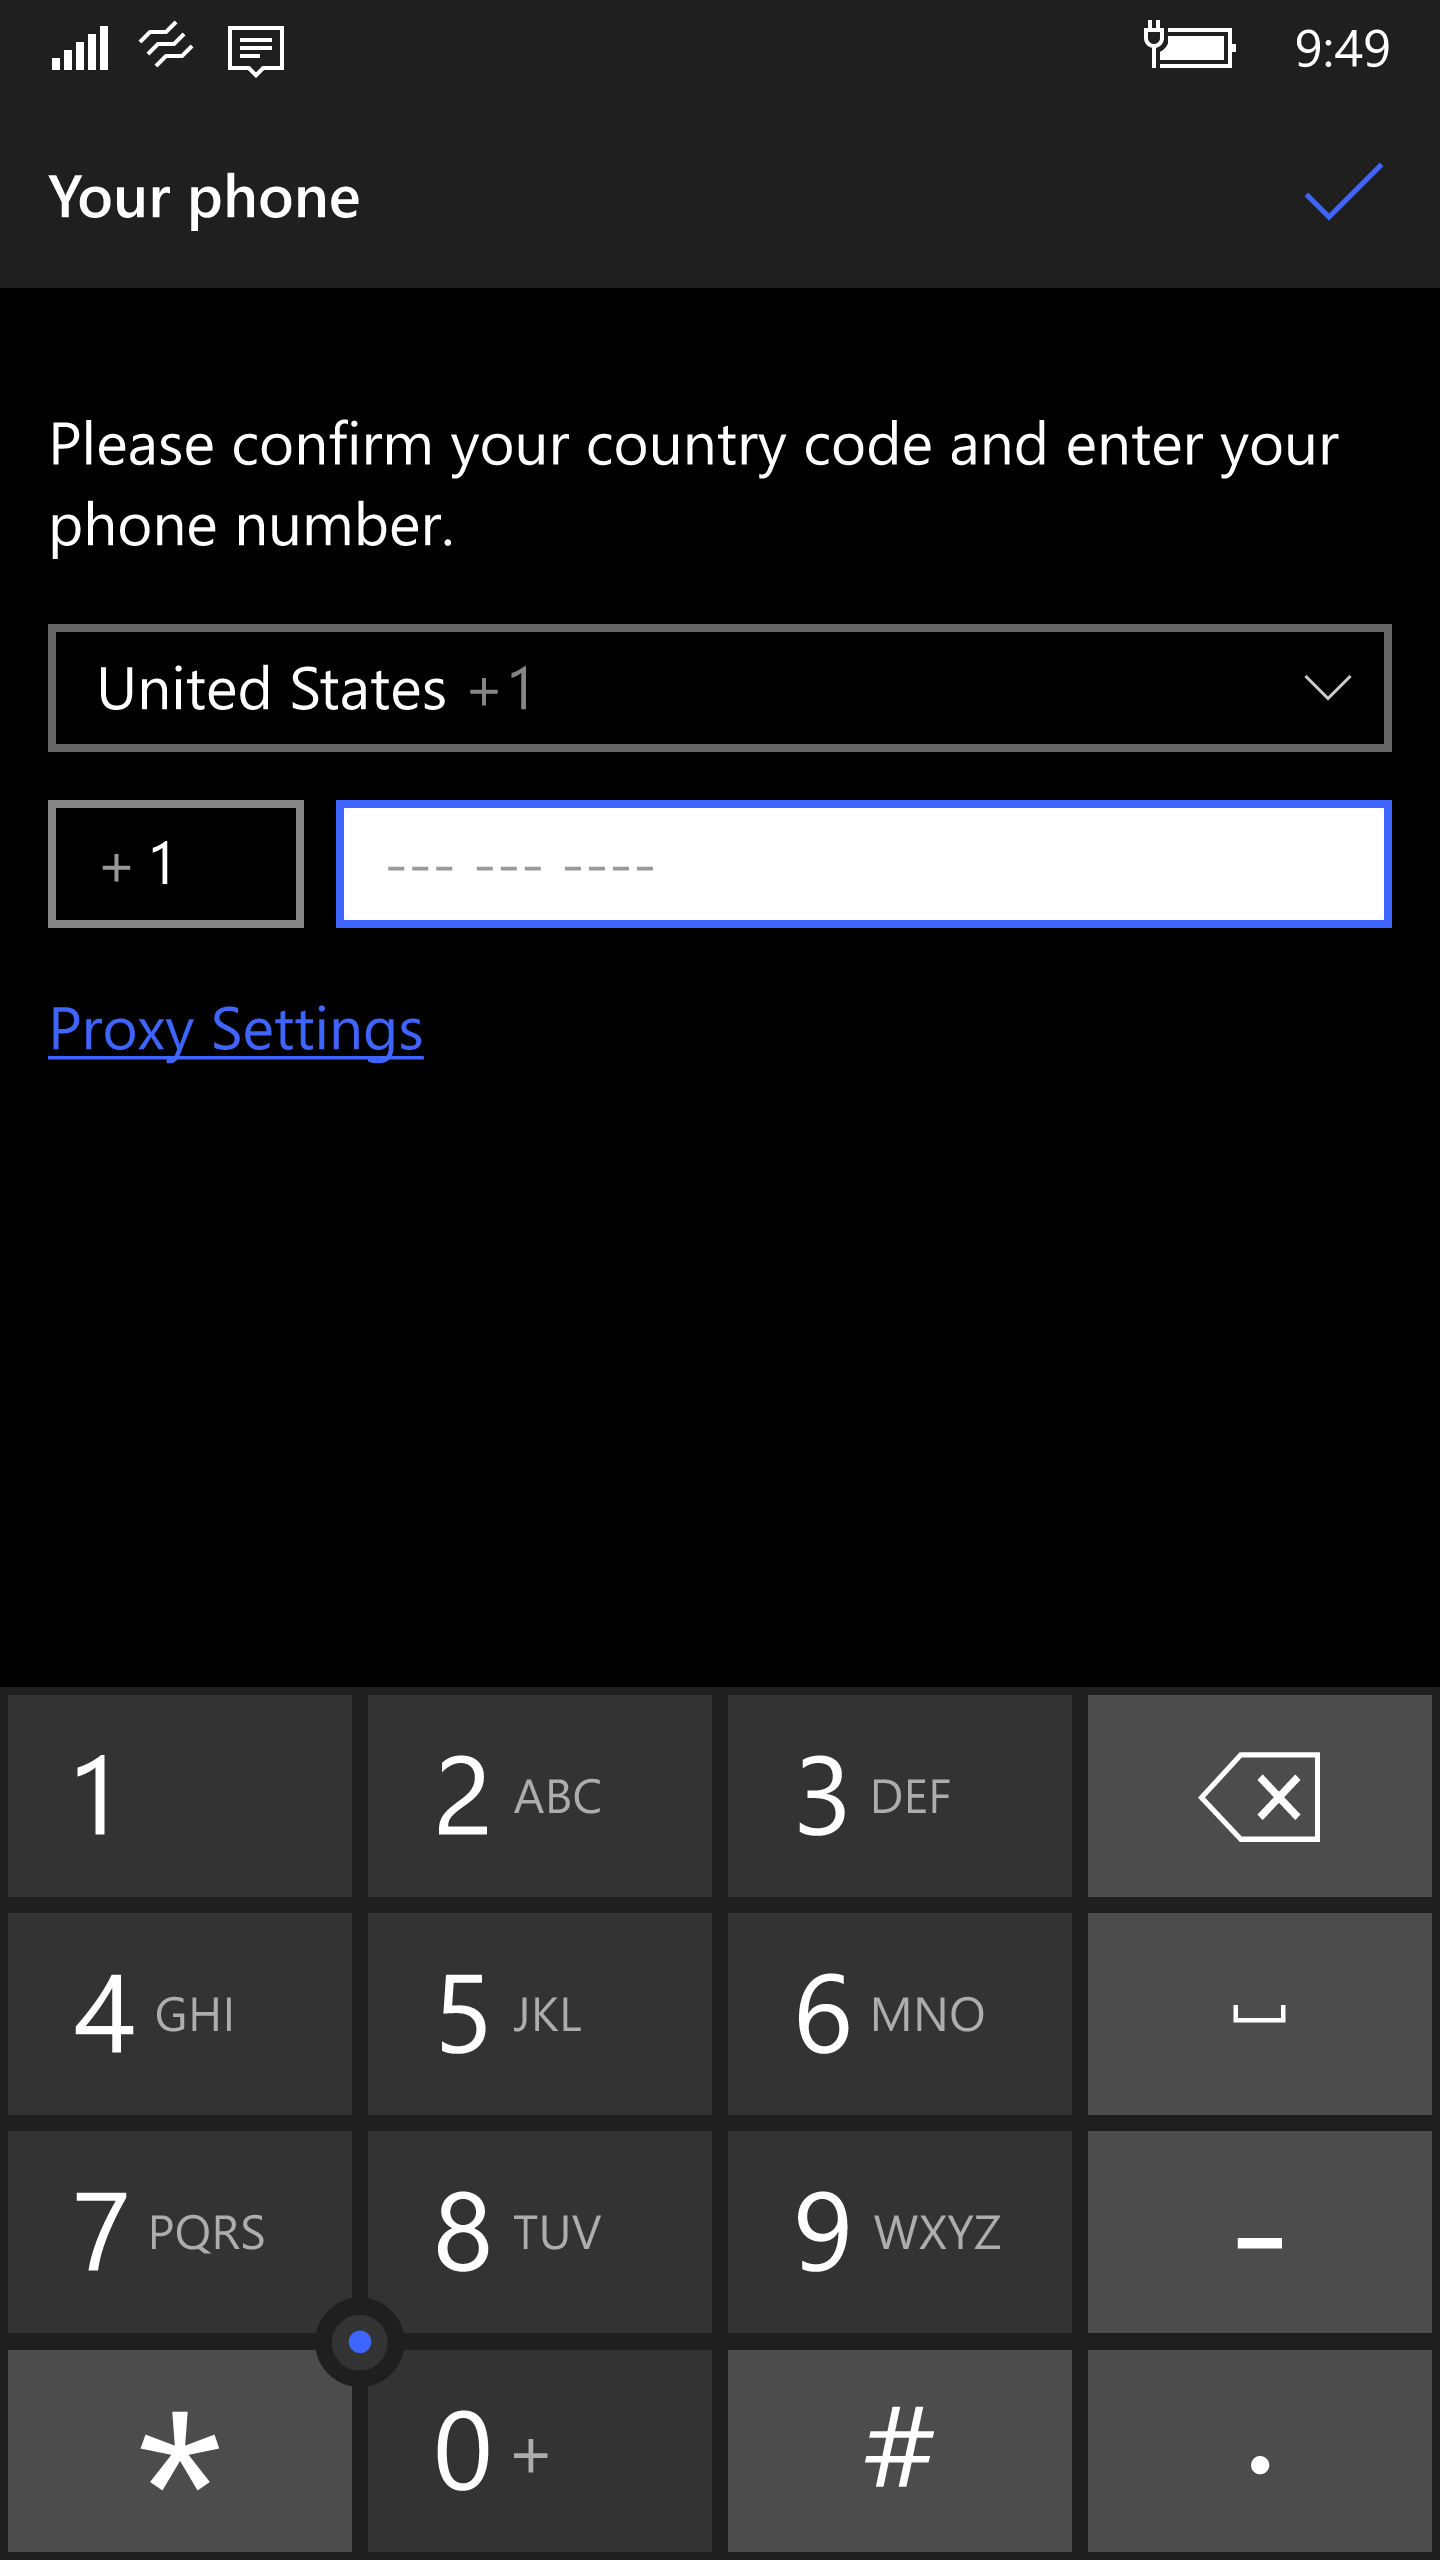 9:49
Your phone
Please confirm your country code and enter your
phone number.
United States +1
+ 1
--- --- ----
Proxy Settings
1
2 ABC
3 DEF
4 GHI
5 JKL
6 MNO
7 PQRS
8 TUV
9 WXYZ
-
*
0 +
#
.